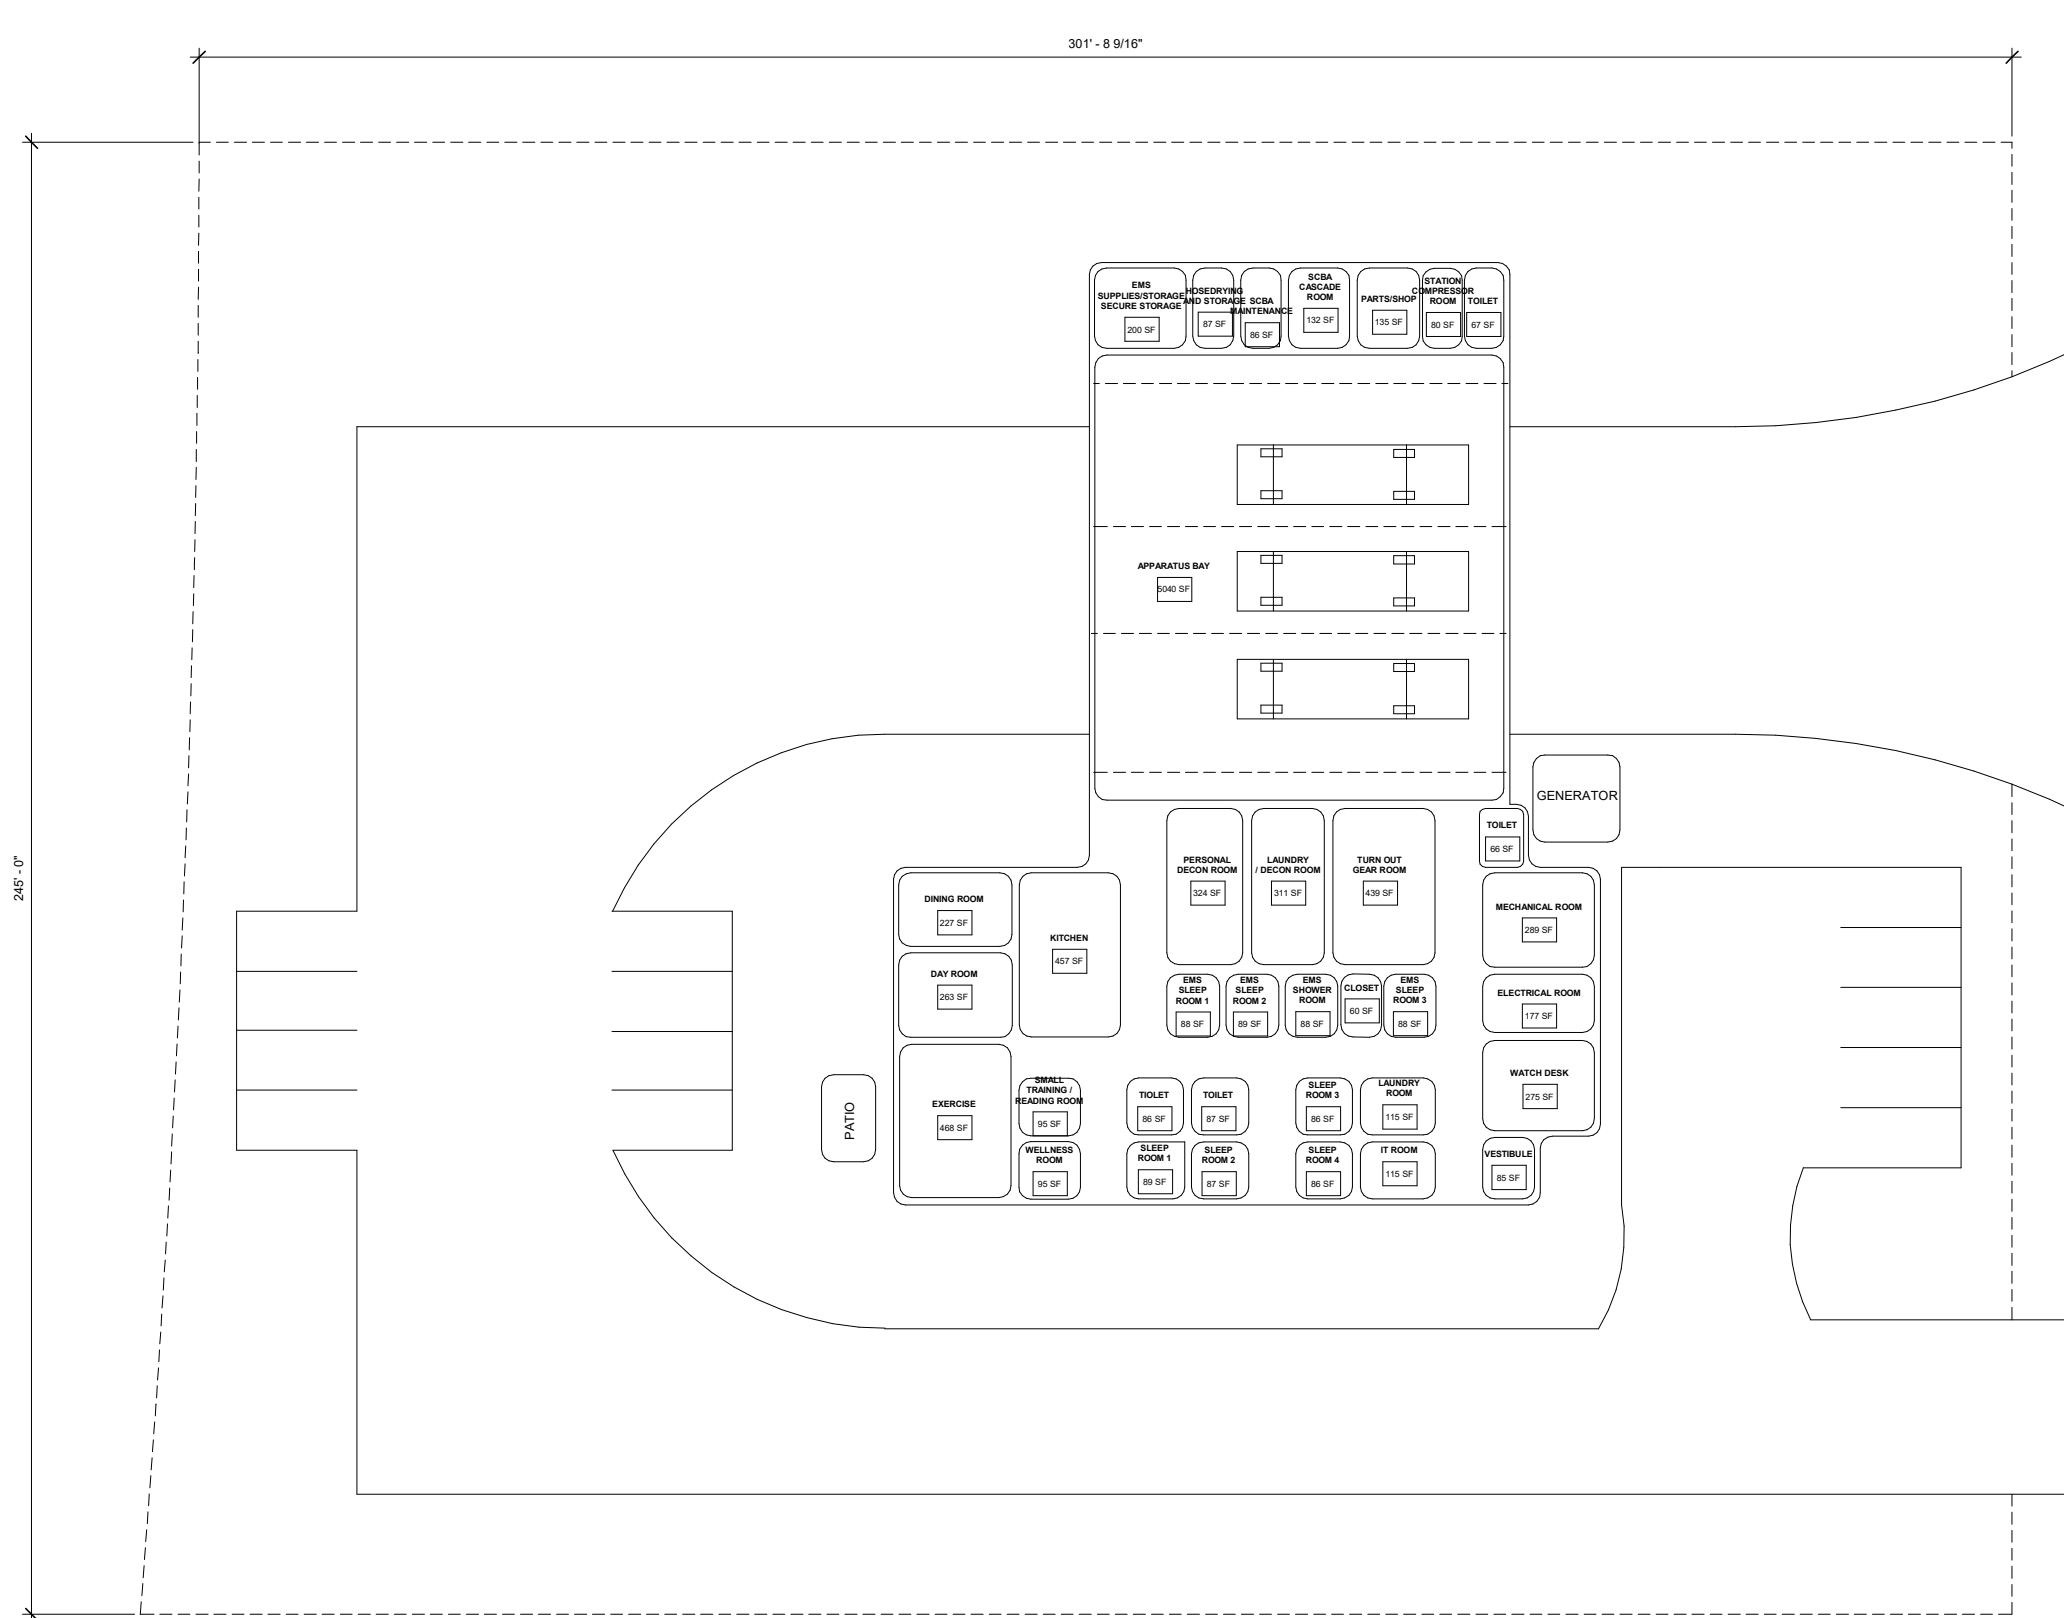 301' - 8 9/16"
245' - 0"
EMS
SUPPLIES/STORAGE
SECURE STORAGE
200 SF
HOSEDRYING
AND STORAGE
87 SF
SCBA
MAINTENANCE
86 SF
SCBA
CASCADE
ROOM
132 SF
PARTS/SHOP
135 SF
STATION
COMPRESSOR
ROOM
80 SF
TOILET
67 SF
APPARATUS BAY
5040 SF
GENERATOR
TOILET
66 SF
PERSONAL
DECON ROOM
324 SF
LAUNDRY
/ DECON ROOM
311 SF
TURN OUT
GEAR ROOM
439 SF
DINING ROOM
227 SF
KITCHEN
457 SF
MECHANICAL ROOM
289 SF
DAY ROOM
263 SF
EMS
SLEEP
ROOM 1
88 SF
EMS
SLEEP
ROOM 2
89 SF
EMS
SHOWER
ROOM
88 SF
CLOSET
60 SF
EMS
SLEEP
ROOM 3
88 SF
ELECTRICAL ROOM
177 SF
WATCH DESK
275 SF
PATIO
EXERCISE
468 SF
SMALL
TRAINING /
READING ROOM
95 SF
TIOLET
86 SF
TOILET
87 SF
SLEEP
ROOM 3
86 SF
LAUNDRY
ROOM
115 SF
WELLNESS
ROOM
95 SF
SLEEP
ROOM 1
89 SF
SLEEP
ROOM 2
87 SF
SLEEP
ROOM 4
86 SF
IT ROOM
115 SF
VESTIBULE
85 SF